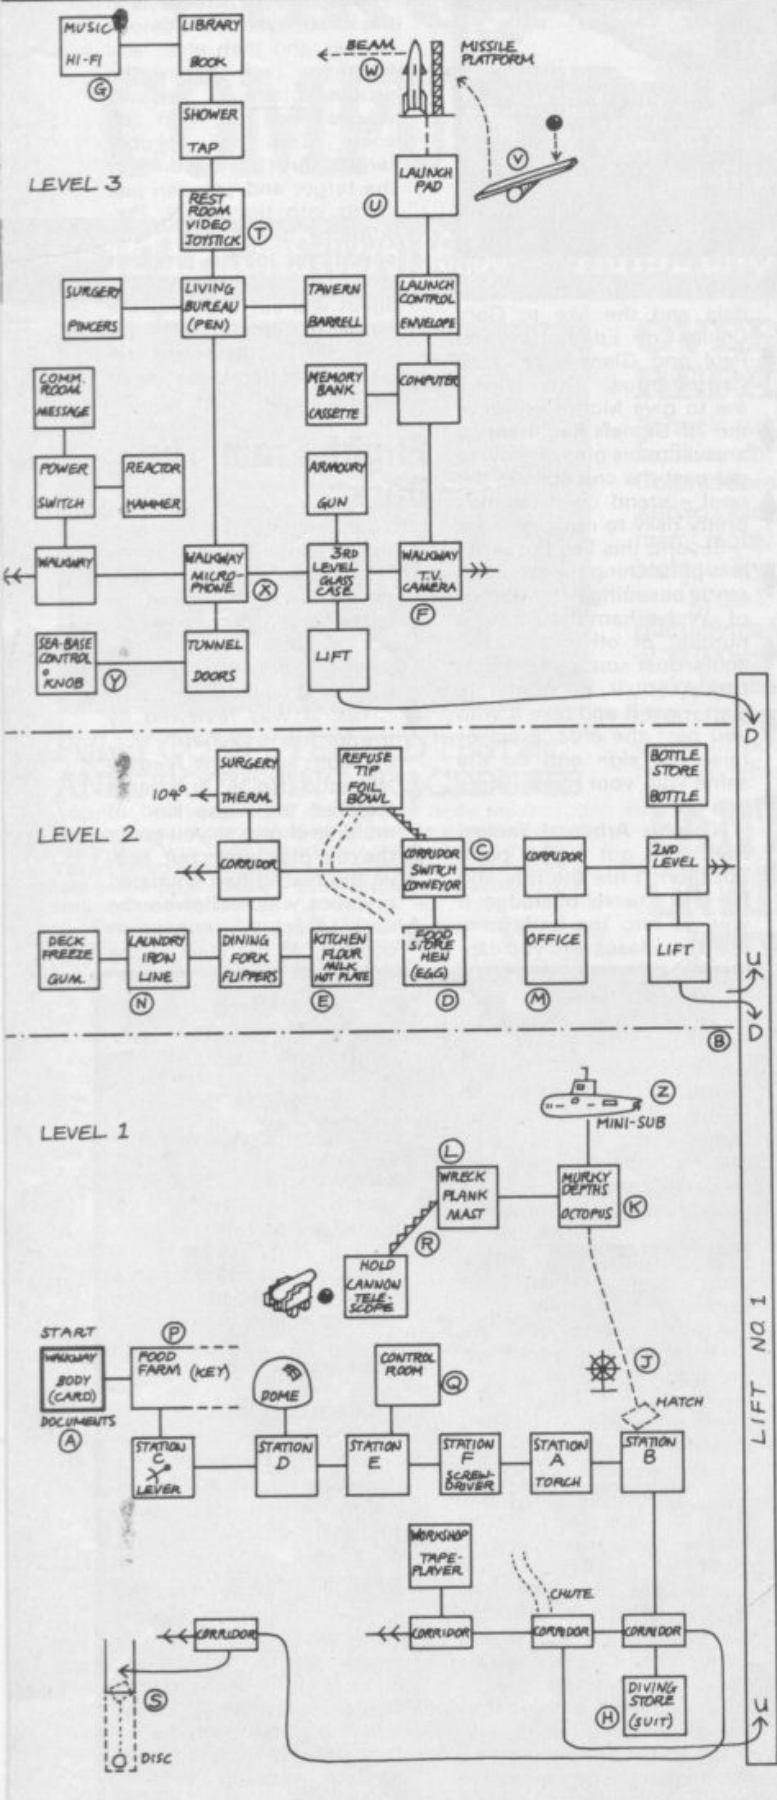 MUSIC
HI-FI
G
LIBRARY
BOOK
BEAM
W
MISSILE
PLATFORM
SHOWER
TAP
V
LEVEL 3
LAUNCH
PAD
U
REST
ROOM
VIDEO
JOYSTICK
T
SURGERY
PINCERS
LIVING
BUREAU
(PEN)
TAVERN
BARRELL
LAUNCH
CONTROL
ENVELOPE
COMM.
ROOM
MESSAGE
MEMORY
BANK
CASSETTE
COMPUTER
POWER
SWITCH
REACTOR
HAMMER
ARMOURY
GUN
WALKWAY
WALKWAY
MICRO-
PHONE
X
3RD
LEVEL
GLASS
CASE
WALKWAY
T.V.
CAMERA
F
SEA-BASE
CONTROL
KNOB
Y
TUNNEL
DOORS
LIFT
D
LEVEL 2
104°
SURGERY
THERM
REFUSE
TIP
FOIL
BOWL
BOTTLE
STORE
BOTTLE
CORRIDOR
CORRIDOR
SWITCH
CONVEYOR
C
CORRIDOR
2ND
LEVEL
DECK
FREEZE
GUM
LAUNDRY
IRON
LINE
N
DINING
FORK
FLIPPERS
KITCHEN
FLOUR
MILK
HOT PLATE
E
FOOD
STORE
HEN
(EGG)
D
OFFICE
M
LIFT
U
D
B
LEVEL 1
Z
MINI-SUB
L
WRECK
PLANK
MAST
MURKY
DEPTHS
OCTOPUS
K
R
HOLD
CANNON
TELE-
SCOPE
START
WALKWAY
BODY
(CARD)
DOCUMENTS
A
P
FOOD
FARM (KEY)
DOME
CONTROL
ROOM
Q
J
HATCH
STATION
C
LEVER
STATION
D
STATION
E
STATION
F
SCREW-
DRIVER
STATION
A
TORCH
STATION
B
WORKSHOP
TAPE-
PLAYER
CHUTE
CORRIDOR
CORRIDOR
CORRIDOR
CORRIDOR
S
DISC
H
DIVING
STORE
(SUIT)
U
LIFT NO. 1